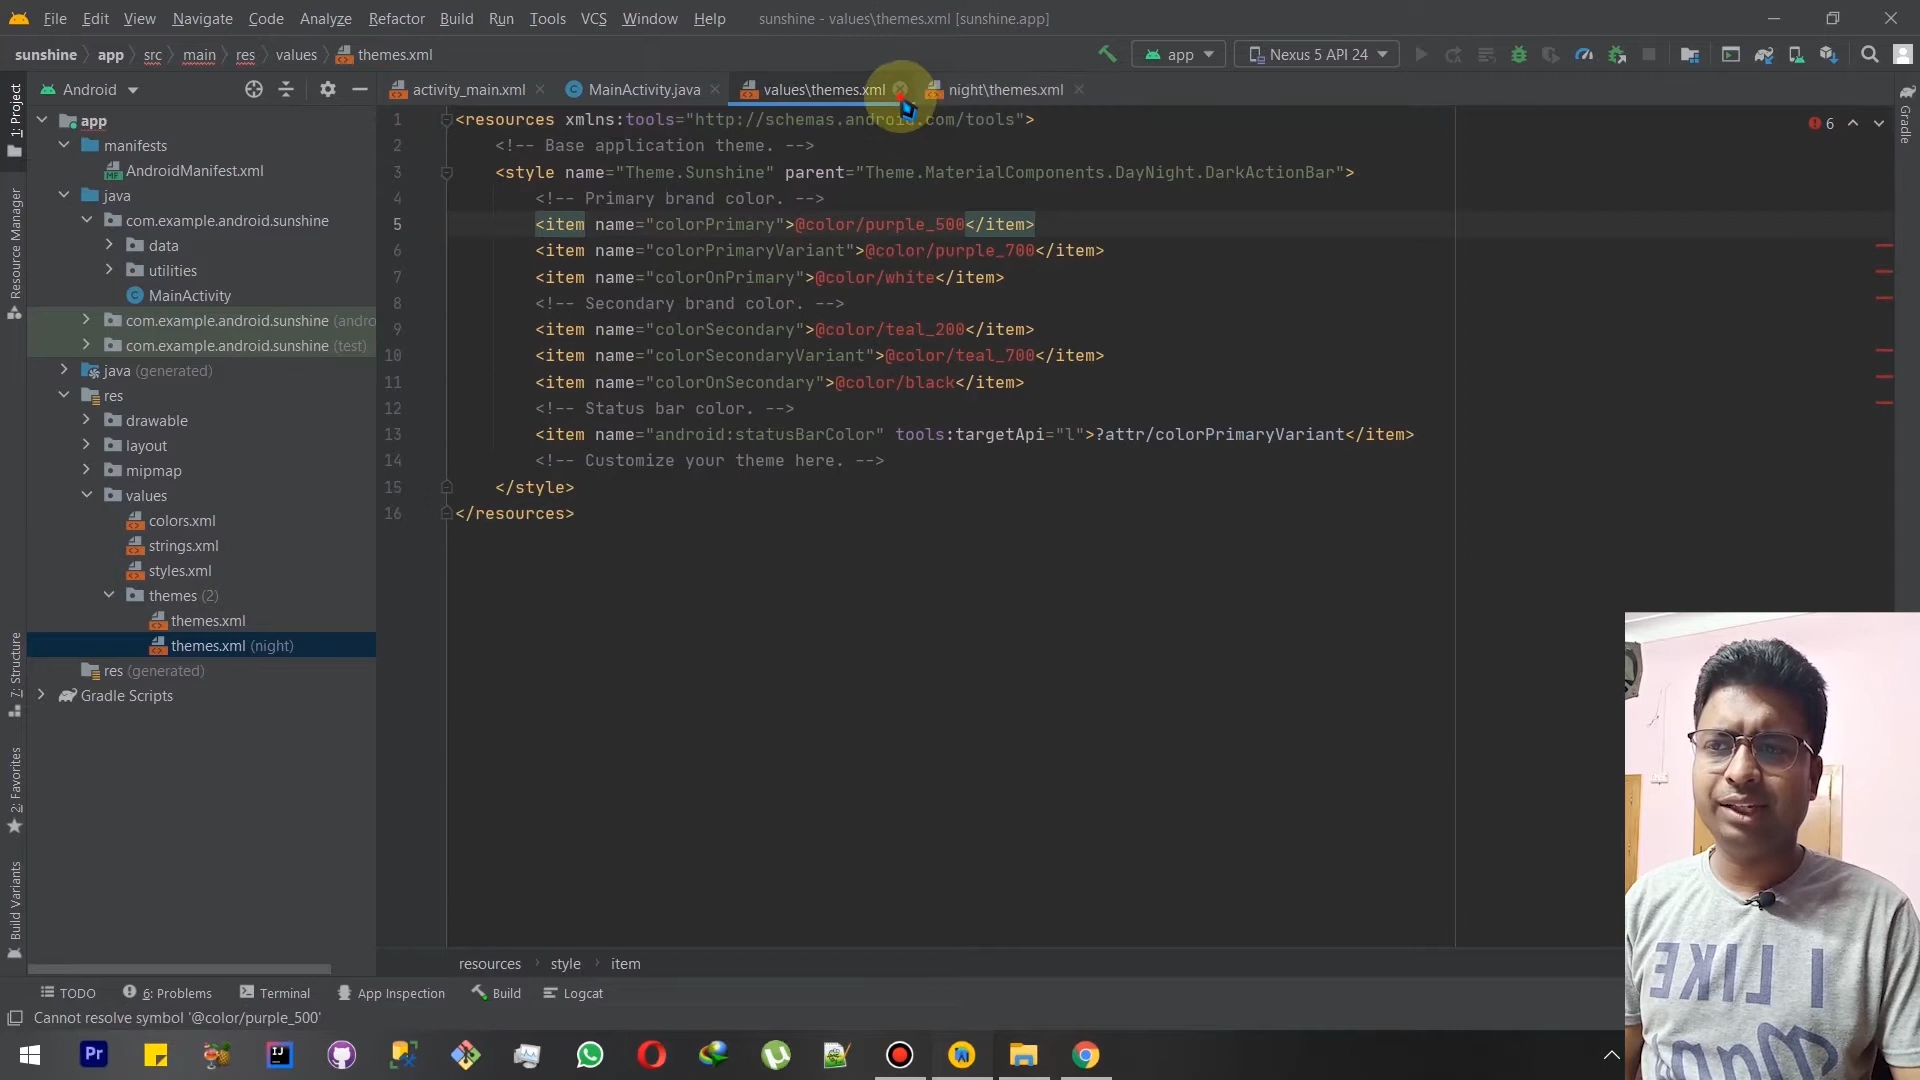 File Edit View Navigate Code Analyze Refactor Build Run Tools VCS Window Help sunshine - values\themes.xml [sunshine.app]
sunshine app src main res values themes.xml
app Nexus 5 API 24
1: Project
Resource Manager
7: Structure
2: Favorites
Build Variants
Android
app
manifests
AndroidManifest.xml
java
com.example.android.sunshine
data
utilities
MainActivity
com.example.android.sunshine (andro
com.example.android.sunshine (test)
java (generated)
res
drawable
layout
mipmap
values
colors.xml
strings.xml
styles.xml
themes (2)
themes.xml
themes.xml (night)
res (generated)
Gradle Scripts
activity_main.xml MainActivity.java values\themes.xml night\themes.xml
1 <resources xmlns:tools="http://schemas.android.com/tools">
2 <!-- Base application theme. -->
3 <style name="Theme.Sunshine" parent="Theme.MaterialComponents.DayNight.DarkActionBar">
4 <!-- Primary brand color. -->
5 <item name="colorPrimary">@color/purple_500</item>
6 <item name="colorPrimaryVariant">@color/purple_700</item>
7 <item name="colorOnPrimary">@color/white</item>
8 <!-- Secondary brand color. -->
9 <item name="colorSecondary">@color/teal_200</item>
10 <item name="colorSecondaryVariant">@color/teal_700</item>
11 <item name="colorOnSecondary">@color/black</item>
12 <!-- Status bar color. -->
13 <item name="android:statusBarColor" tools:targetApi="l">?attr/colorPrimaryVariant</item>
14 <!-- Customize your theme here. -->
15 </style>
16 </resources>
6
Gradle
resources style item
TODO 6: Problems Terminal App Inspection Build Logcat
Cannot resolve symbol '@color/purple_500'
Pr
IJ
I LIKE